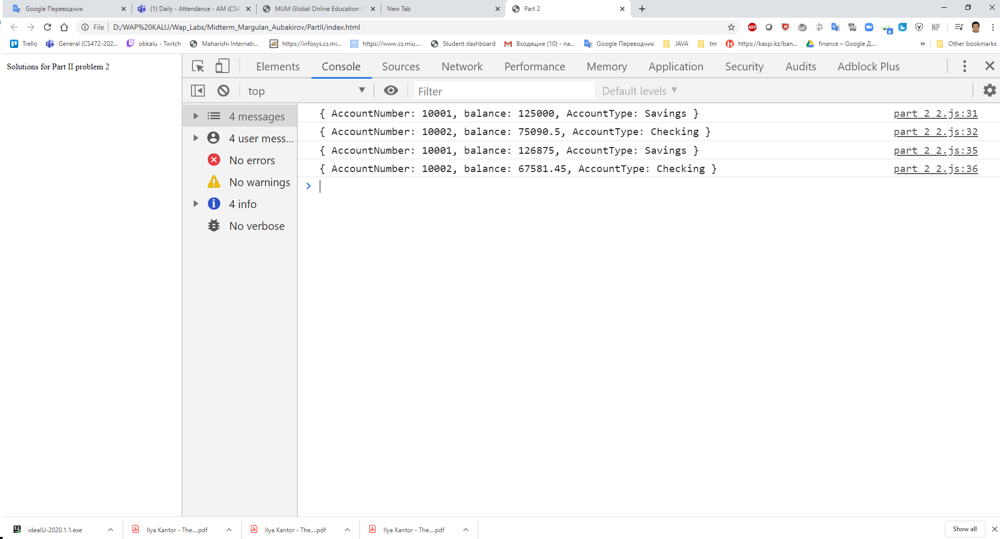 Google Переводчик
(1) Daily - Attendance - AM (CS4
MUM Global Online Education :
New Tab
Part 2
File D:/WAP%20KALU/Wap_Labs/Midterm_Margulan_Aubakirov/PartII/index.html
ABP
Git Zip
NP
Trello
General (CS472-202...
obkalu - Twitch
Maharishi Internati...
https://infosys.cs.mi...
https://www.cs.miu....
Student dashboard
Входящие (10) - na...
Google Переводчик
JAVA
tm
https://kaspi.kz/ban...
finance – Google Д...
»
Other bookmarks
Solutions for Part II problem 2
Elements Console Sources Network Performance Memory Application Security Audits Adblock Plus
top Filter Default levels
4 messages
4 user mess...
No errors
No warnings
4 info
No verbose
{ AccountNumber: 10001, balance: 125000, AccountType: Savings } part 2 2.js:31
{ AccountNumber: 10002, balance: 75090.5, AccountType: Checking } part 2 2.js:32
{ AccountNumber: 10001, balance: 126875, AccountType: Savings } part 2 2.js:35
{ AccountNumber: 10002, balance: 67581.45, AccountType: Checking } part 2 2.js:36
ideaIU-2020.1.1.exe
Ilya Kantor - The....pdf
Ilya Kantor - The....pdf
Ilya Kantor - The....pdf
Show all